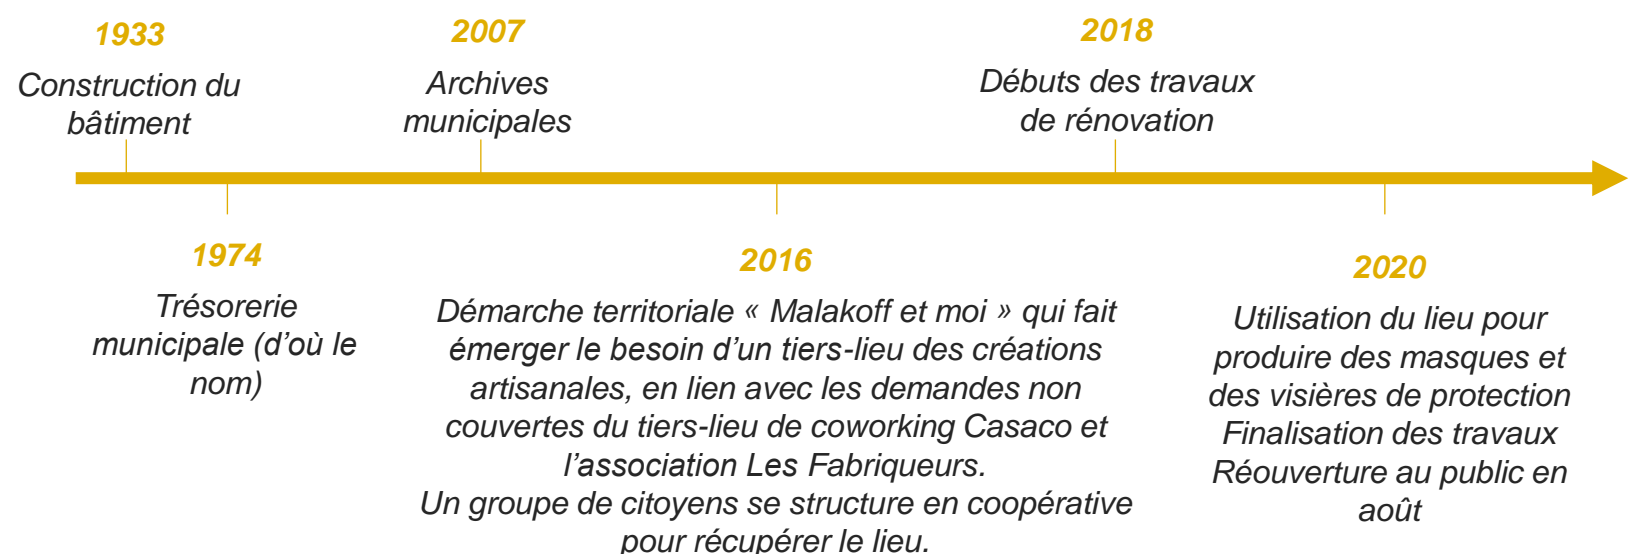 1933
Construction du
bâtiment
2007
Archives
municipales
2018
Débuts des travaux
de rénovation
1974
Trésorerie
municipale (d’où le
nom)
2016
Démarche territoriale « Malakoff et moi » qui fait
émerger le besoin d’un tiers-lieu des créations
artisanales, en lien avec les demandes non
couvertes du tiers-lieu de coworking Casaco et
l’association Les Fabriqueurs.
Un groupe de citoyens se structure en coopérative
pour récupérer le lieu.
2020
Utilisation du lieu pour
produire des masques et
des visières de protection
Finalisation des travaux
Réouverture au public en
août